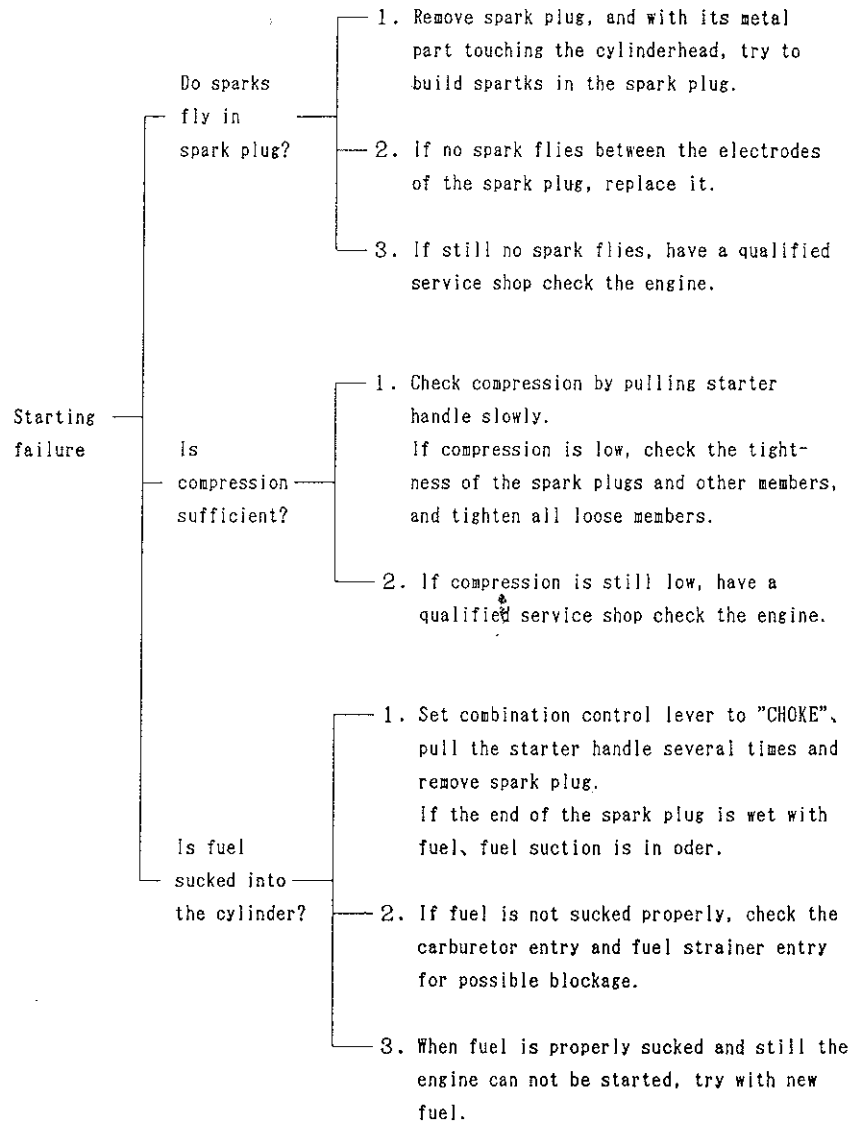 Starting
failure
Do sparks
fly in
spark plug?
1. Remove spark plug, and with its metal
part touching the cylinderhead, try to
build spartks in the spark plug.
2. If no spark flies between the electrodes
of the spark plug, replace it.
3. If still no spark flies, have a qualified
service shop check the engine.
Is
compression
sufficient?
1. Check compression by pulling starter
handle slowly.
If compression is low, check the tight-
ness of the spark plugs and other members,
and tighten all loose members.
2. If compression is still low, have a
qualified service shop check the engine.
Is fuel
sucked into
the cylinder?
1. Set combination control lever to ”CHOKE”、
pull the starter handle several times and
remove spark plug.
If the end of the spark plug is wet with
fuel、fuel suction is in oder.
2. If fuel is not sucked properly, check the
carburetor entry and fuel strainer entry
for possible blockage.
3. When fuel is properly sucked and still the
engine can not be started, try with new
fuel.